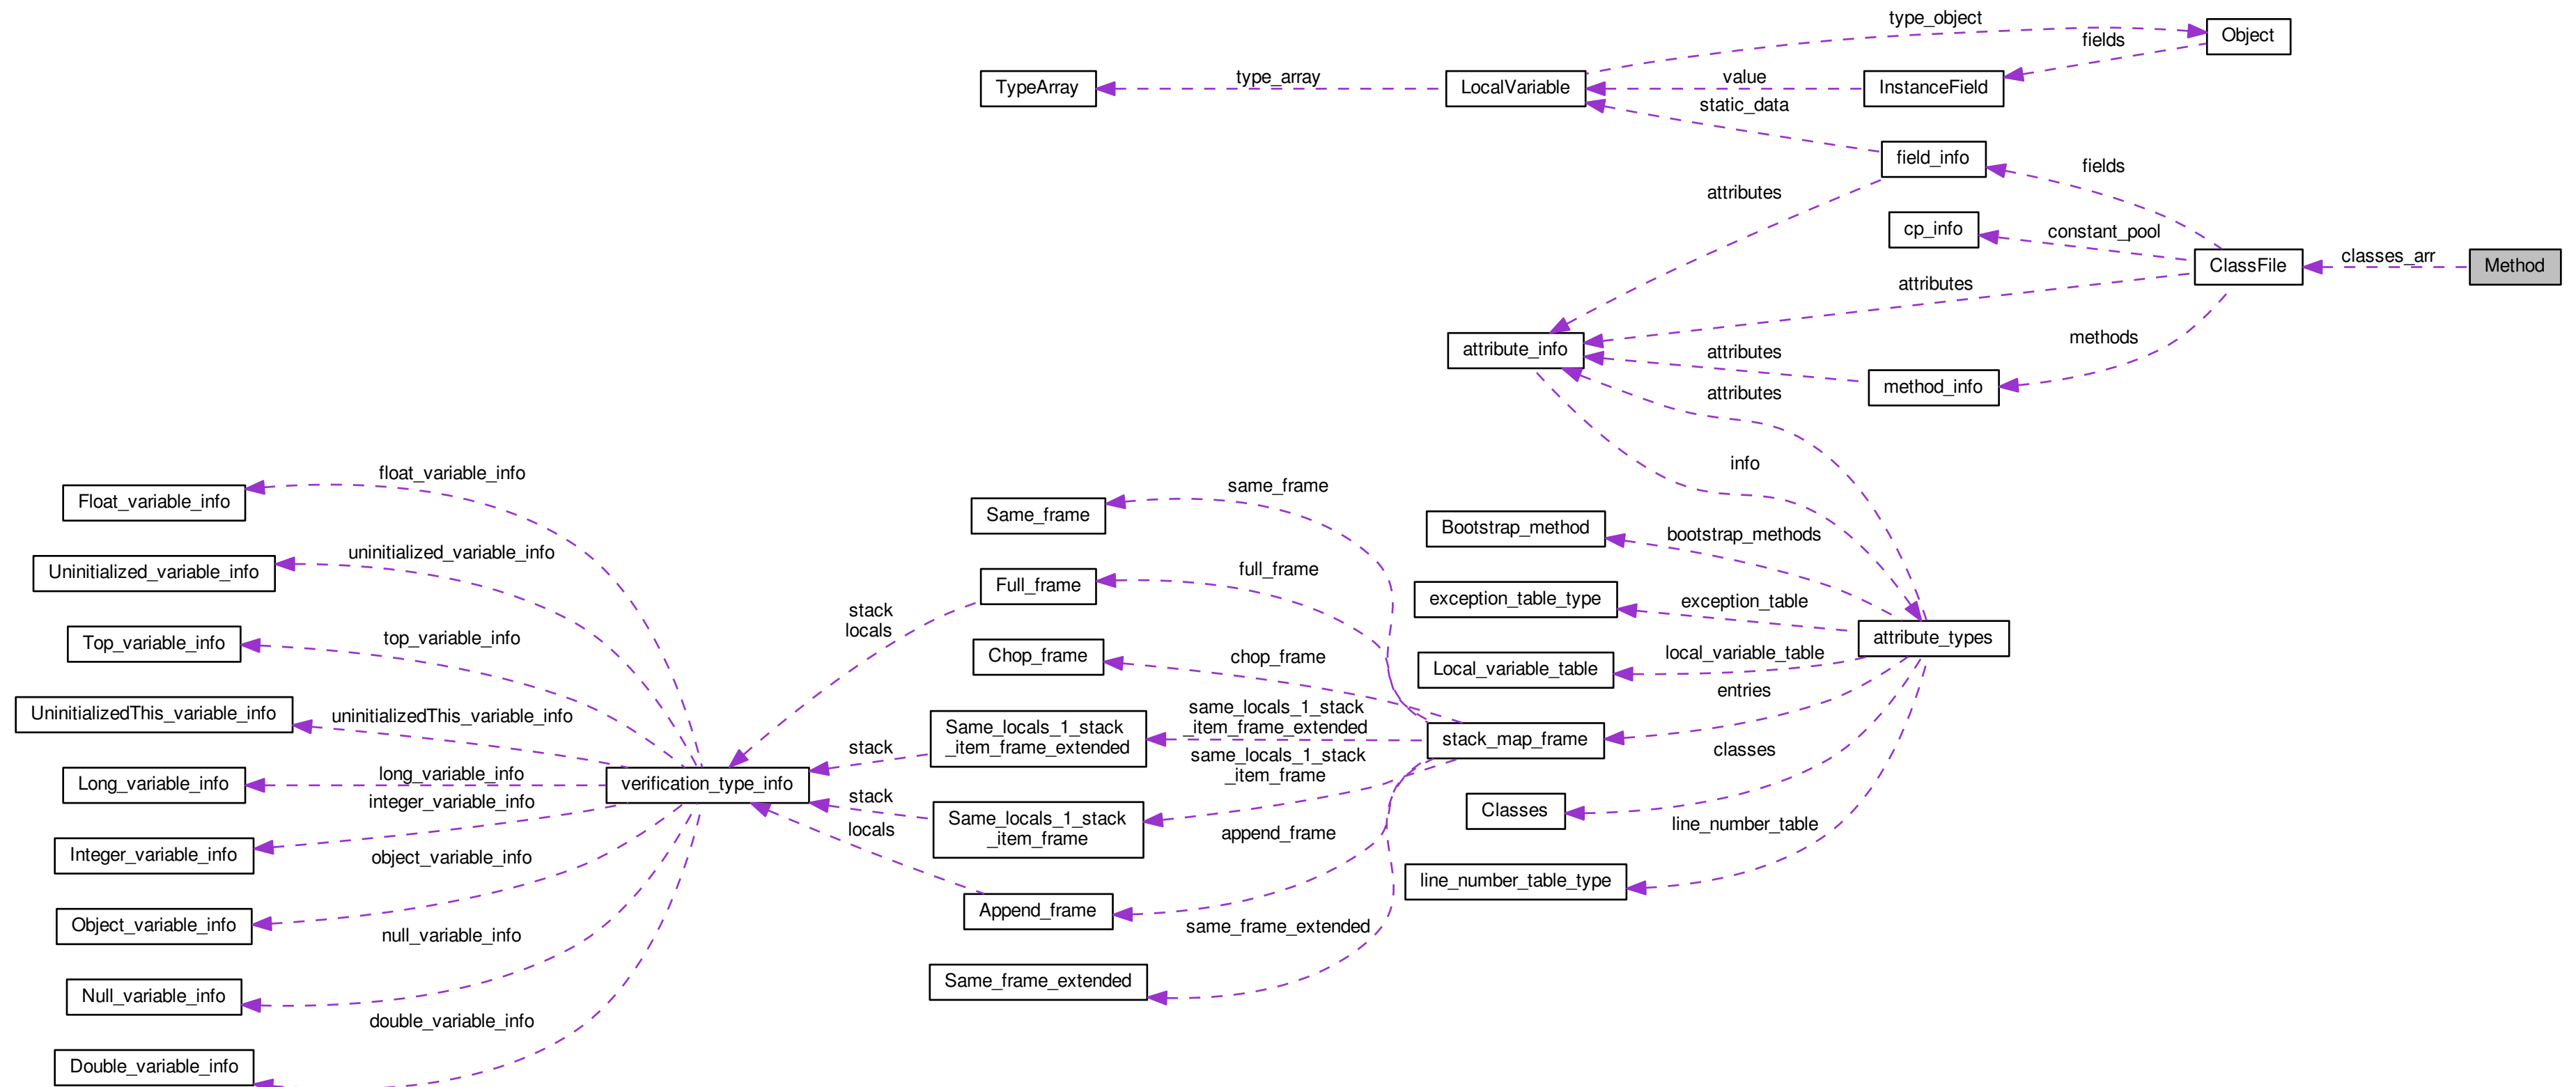 type_object
Object
fields
TypeArray
type_array
LocalVariable
value
InstanceField
static_data
field_info
fields
attributes
cp_info
constant_pool
ClassFile
classes_arr
Method
attributes
attribute_info
attributes
method_info
methods
attributes
info
Float_variable_info
float_variable_info
Same_frame
same_frame
Bootstrap_method
bootstrap_methods
Uninitialized_variable_info
uninitialized_variable_info
Full_frame
full_frame
exception_table_type
exception_table
stack
locals
attribute_types
Top_variable_info
top_variable_info
Chop_frame
chop_frame
Local_variable_table
local_variable_table
entries
UninitializedThis_variable_info
uninitializedThis_variable_info
Same_locals_1_stack
_item_frame_extended
same_locals_1_stack
_item_frame_extended
stack_map_frame
stack
classes
Long_variable_info
long_variable_info
verification_type_info
same_locals_1_stack
_item_frame
integer_variable_info
stack
Same_locals_1_stack
_item_frame
Classes
locals
append_frame
line_number_table
Integer_variable_info
object_variable_info
line_number_table_type
Object_variable_info
null_variable_info
Append_frame
same_frame_extended
Null_variable_info
Same_frame_extended
double_variable_info
Double_variable_info